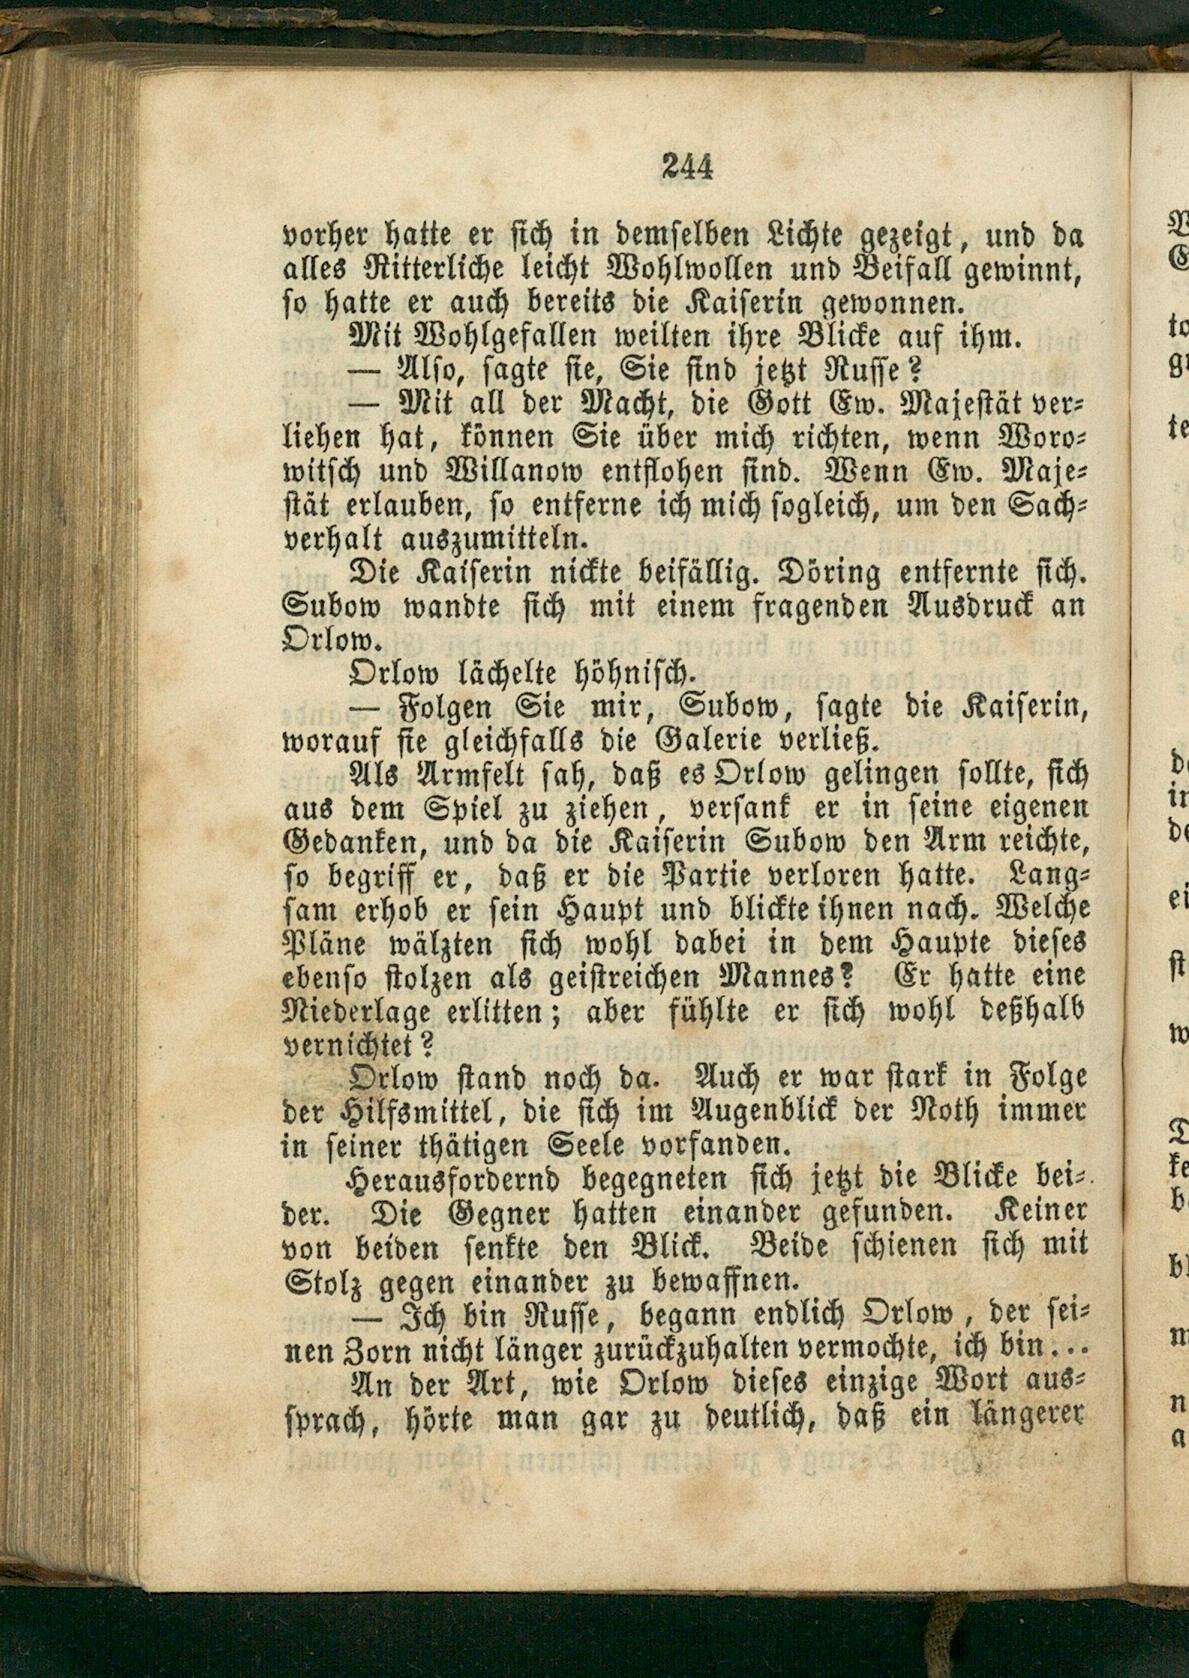 244
vorher hatte er sich in demselben Lichte gezeigt, und da
alles Ritterliche leicht Wohlwollen und Beifall gewinnt,
so hatte er auch bereits die Kaiserin gewonnen.
Mit Wohlgefallen weilten ihre Blicke auf ihm.
— Also, sagte sie, Sie sind jetzt Russe?
— Mit all der Macht, die Gott Ew. Majestät ver-
liehen hat, können Sie über mich richten, wenn Woro-
witsch und Willanow entflohen sind. Wenn Ew. Maje-
stät erlauben, so entferne ich mich sogleich, um den Sach-
verhalt auszumitteln.
Die Kaiserin nickte beifällig. Döring entfernte sich.
Subow wandte sich mit einem fragenden Ausdruck an
Orlow.
Orlow lächelte höhnisch.
— Folgen Sie mir, Subow, sagte die Kaiserin,
worauf sie gleichfalls die Galerie verließ.
Als Armfelt sah, daß es Orlow gelingen sollte, sich
aus dem Spiel zu ziehen, versank er in seine eigenen
Gedanken, und da die Kaiserin Subow den Arm reichte,
so begriff er, daß er die Partie verloren hatte. Lang-
sam erhob er sein Haupt und blickte ihnen nach. Welche
Pläne wälzten sich wohl dabei in dem Haupte dieses
ebenso stolzen als geistreichen Mannes? Er hatte eine
Niederlage erlitten; aber fühlte er sich wohl deßhalb
vernichtet?
Orlow stand noch da. Auch er war stark in Folge
der Hilfsmittel, die sich im Augenblick der Noth immer
in seiner thätigen Seele vorfanden.
Herausfordernd begegneten sich jetzt die Blicke bei-
der. Die Gegner hatten einander gefunden. Keiner
von beiden senkte den Blick. Beide schienen sich mit
Stolz gegen einander zu bewaffnen.
— Ich bin Russe, begann endlich Orlow, der sei-
nen Zorn nicht länger zurückzuhalten vermochte, ich bin...
An der Art, wie Orlow dieses einzige Wort aus-
sprach, hörte man gar zu deutlich, daß ein längerer